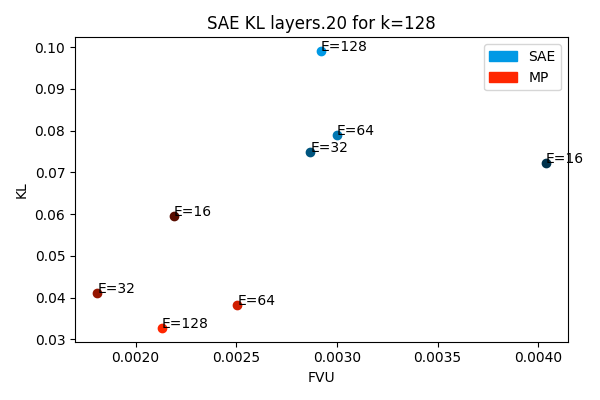 SAE KL layers.20 for k=128
SAE
MP
E=128
E=64
E=32
E=16
E=16
E=32
E=64
E=128
0.10
0.09
0.08
0.07
0.06
0.05
0.04
0.03
KL
0.0020
0.0025
0.0030
0.0035
0.0040
FVU